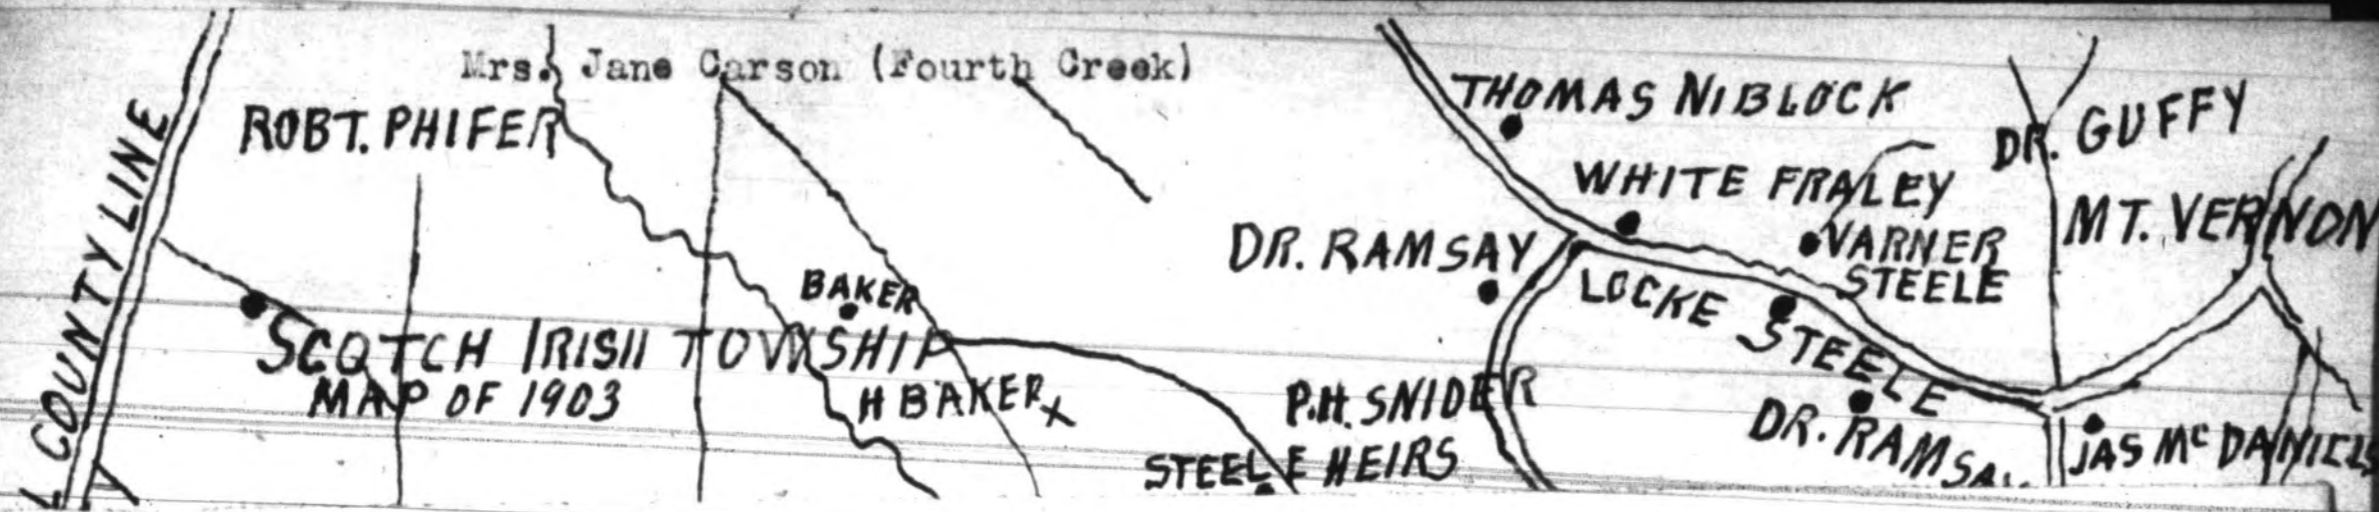 Mrs. Jane Carson (Fourth Creek)
COUNTY LINE
ROBT. PHIFER
THOMAS NIBLOCK
DR. GUFFY
WHITE FRALEY
MT. VERNON
DR. RAMSAY
VARNER
STEELE
BAKER
LOCKE STEELE
SCOTCH IRISH TOWNSHIP
MAP OF 1903
H BAKER X
P.H. SNIDER
DR. RAMSA
JAS McDANIEL
STEELE HEIRS